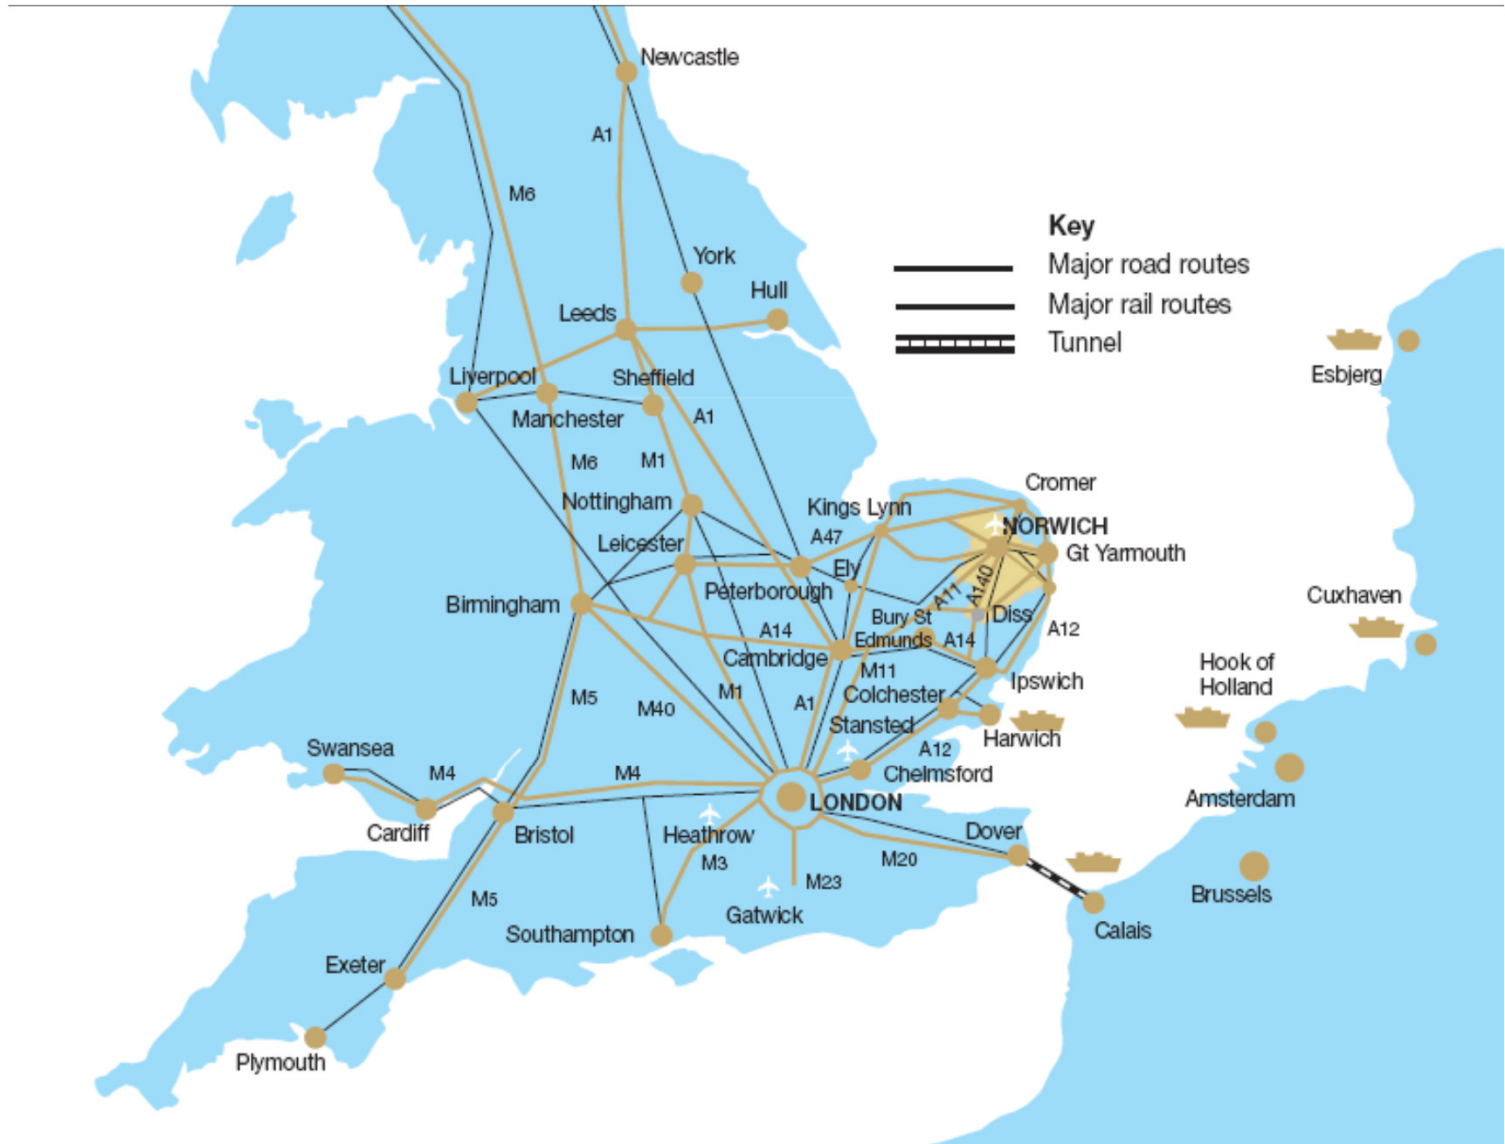 Newcastle
A1
M6
Key
York
Major road routes
Hull
Major rail routes
Leeds
Tunnel
Esbjerg
Liverpool
Sheffield
Manchester
A1
M6
M1
Cromer
Nottingham
Kings Lynn
NORWICH
A47
Leicester
Gt Yarmouth
Ely
Peterborough
A140
A11
Cuxhaven
Birmingham
Bury St
Edmunds
Diss
A14
A14
A12
Cambridge
M11
Hook of
Holland
Ipswich
M5
M40
M1
A1
Colchester
Stansted
Harwich
Swansea
A12
M4
M4
Chelmsford
Amsterdam
LONDON
Cardiff
Bristol
Heathrow
Dover
M3
M20
M23
Brussels
M5
Gatwick
Calais
Southampton
Exeter
Plymouth